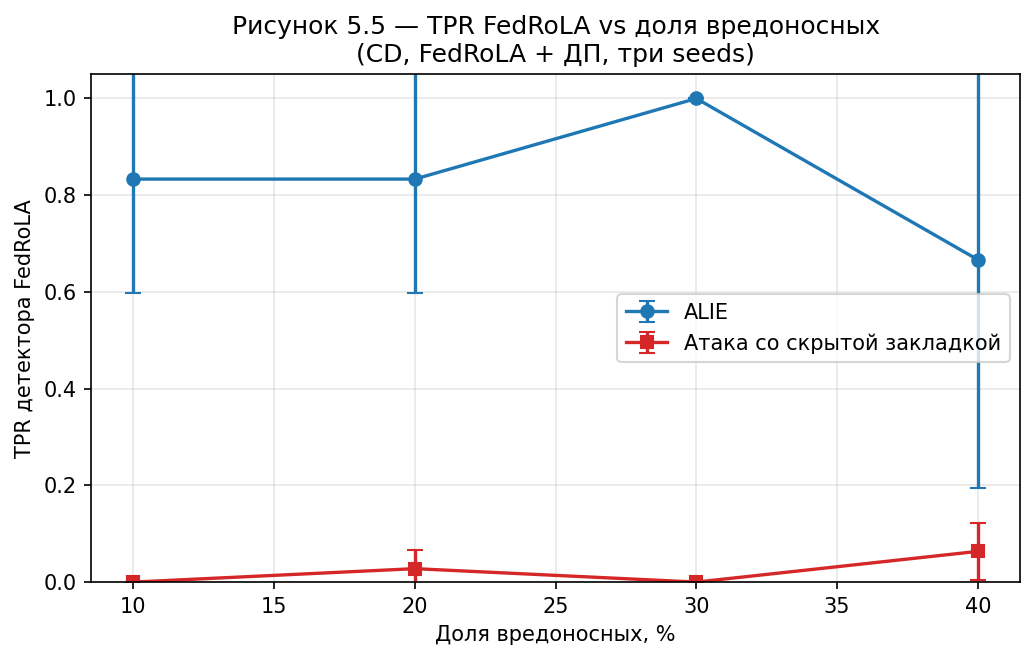 Рисунок 5.5 — TPR FedRoLA vs доля вредоносных
(CD, FedRoLA + ДП, три seeds)
TPR детектора FedRoLA
1.0
0.8
0.6
0.4
0.2
0.0
ALIE
Атака со скрытой закладкой
10
15
20
25
30
35
40
Доля вредоносных, %